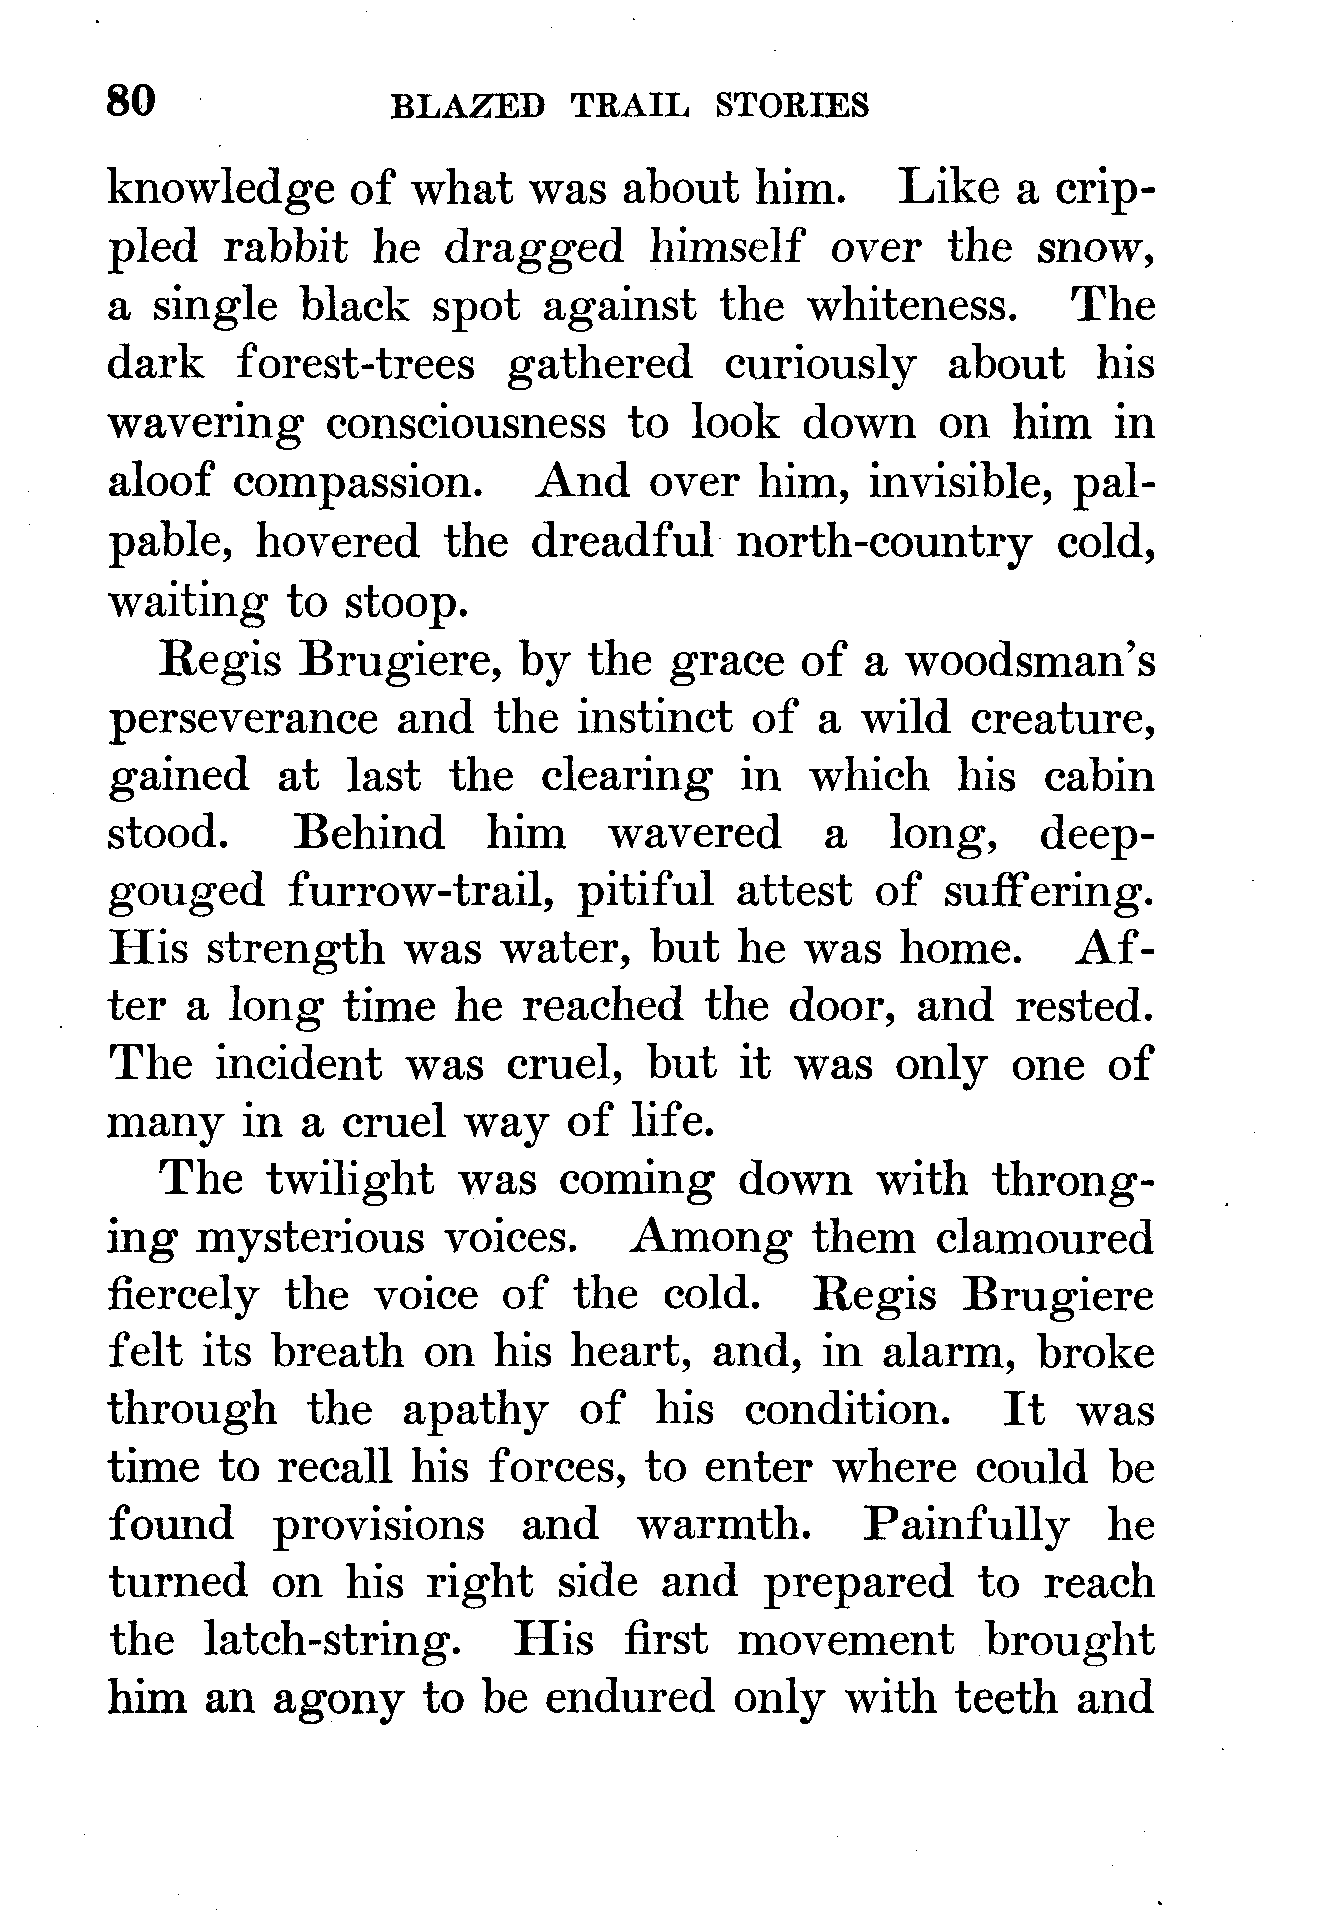 80 BLAZED TRAIL STORIES
knowledge of what was about him. Like a crip-
pled rabbit he dragged himself over the snow,
a single black spot against the whiteness. The
dark forest-trees gathered curiously about his
wavering consciousness to look down on him in
aloof compassion. And over him, invisible, pal-
pable, hovered the dreadful north-country cold,
waiting to stoop.
Regis Brugiere, by the grace of a woodsman's
perseverance and the instinct of a wild creature,
gained at last the clearing in which his cabin
stood. Behind him wavered a long, deep-
gouged furrow-trail, pitiful attest of suffering.
His strength was water, but he was home. Af-
ter a long time he reached the door, and rested.
The incident was cruel, but it was only one of
many in a cruel way of life.
The twilight was coming down with throng-
ing mysterious voices. Among them clamoured
fiercely the voice of the cold. Regis Brugiere
felt its breath on his heart, and, in alarm, broke
through the apathy of his condition. It was
time to recall his forces, to enter where could be
found provisions and warmth. Painfully he
turned on his right side and prepared to reach
the latch-string. His first movement brought
him an agony to be endured only with teeth and